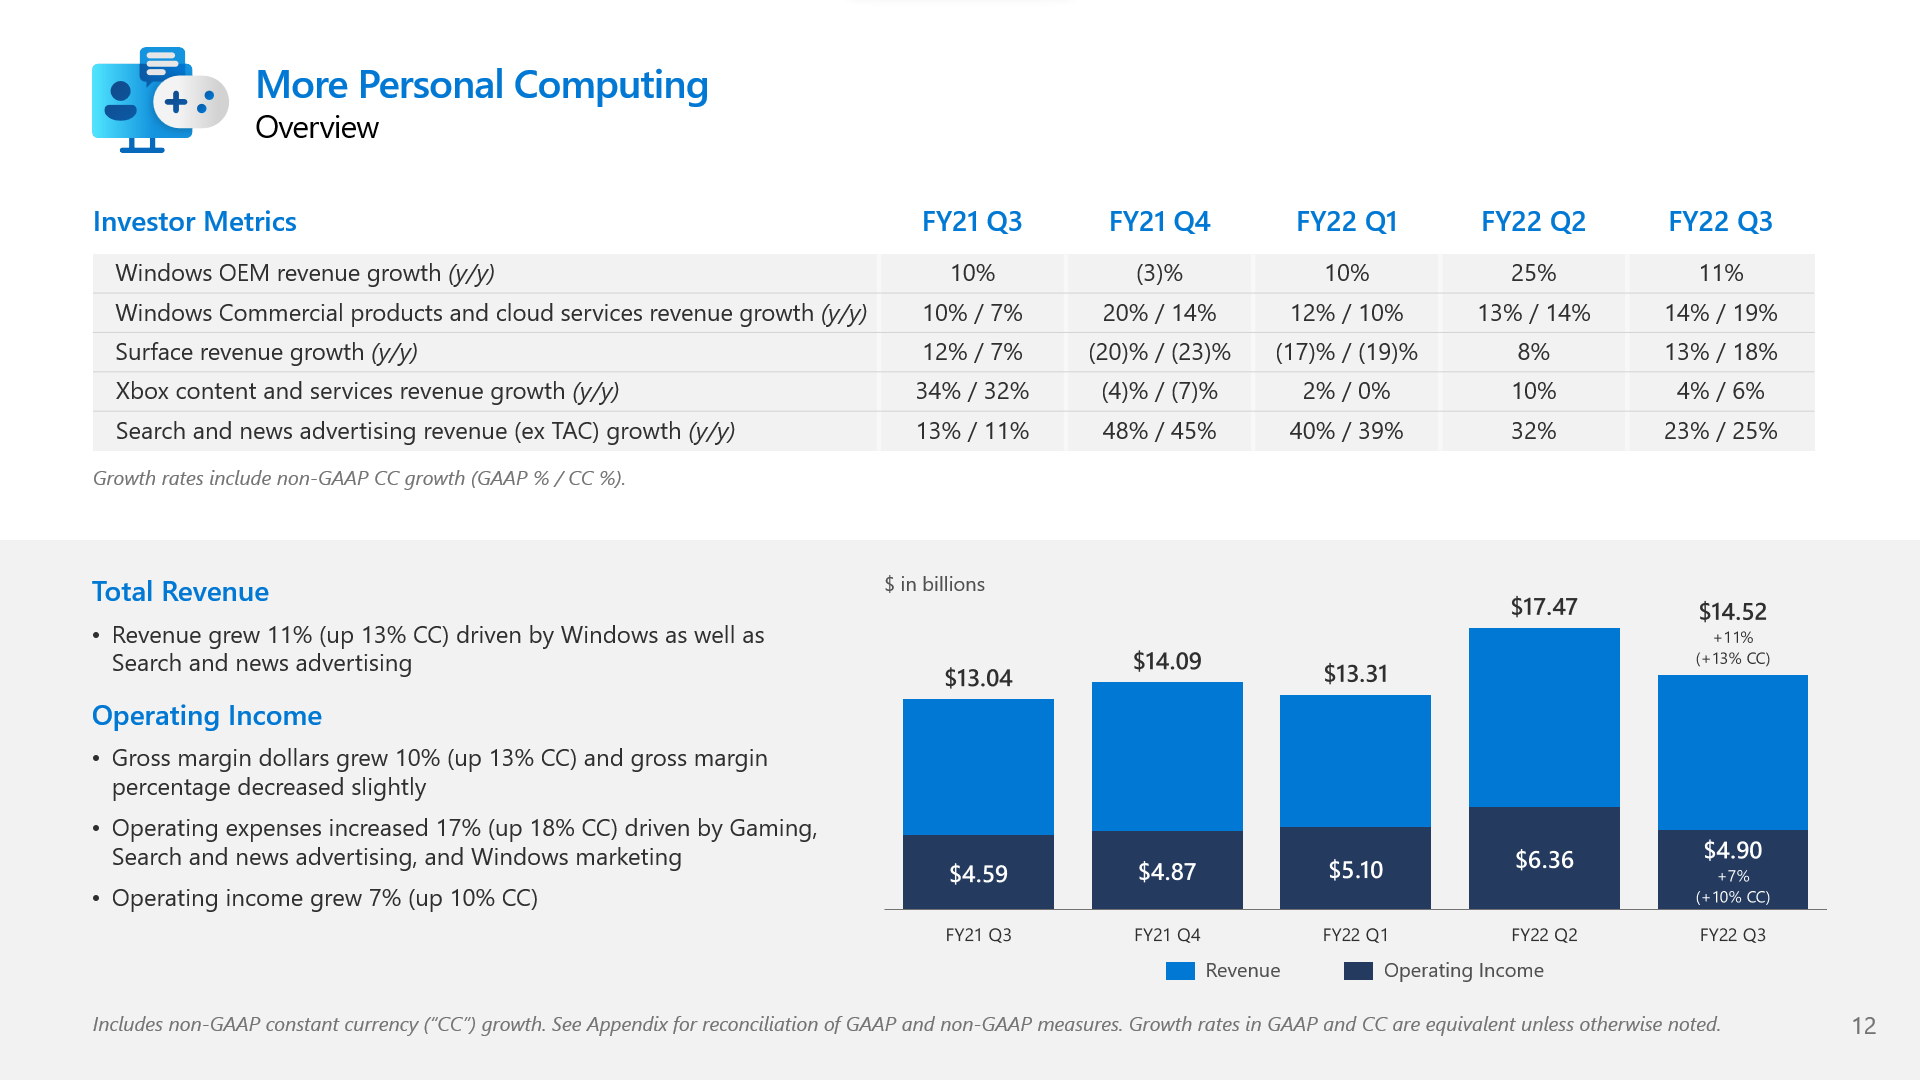 More Personal Computing
Overview
Investor Metrics FY21 Q3 FY21 Q4 FY22 Q1 FY22 Q2 FY22 Q3
Windows OEM revenue growth (y/y) 10% (3)% 10% 25% 11%
Windows Commercial products and cloud services revenue growth (y/y) 10% / 7% 20% / 14% 12% / 10% 13% / 14% 14% / 19%
Surface revenue growth (y/y) 12% / 7% (20)% / (23)% (17)% / (19)% 8% 13% / 18%
Xbox content and services revenue growth (y/y) 34% / 32% (4)% / (7)% 2% / 0% 10% 4% / 6%
Search and news advertising revenue (ex TAC) growth (y/y) 13% / 11% 48% / 45% 40% / 39% 32% 23% / 25%
Growth rates include non-GAAP CC growth (GAAP % / CC %).
Total Revenue
• Revenue grew 11% (up 13% CC) driven by Windows as well as
Search and news advertising
Operating Income
• Gross margin dollars grew 10% (up 13% CC) and gross margin
percentage decreased slightly
• Operating expenses increased 17% (up 18% CC) driven by Gaming,
Search and news advertising, and Windows marketing
• Operating income grew 7% (up 10% CC)
$ in billions
$13.04 $14.09 $13.31 $17.47 $14.52
+11%
(+13% CC)
$4.59 $4.87 $5.10 $6.36 $4.90
+7%
(+10% CC)
FY21 Q3 FY21 Q4 FY22 Q1 FY22 Q2 FY22 Q3
Revenue Operating Income
Includes non-GAAP constant currency (“CC”) growth. See Appendix for reconciliation of GAAP and non-GAAP measures. Growth rates in GAAP and CC are equivalent unless otherwise noted.
12